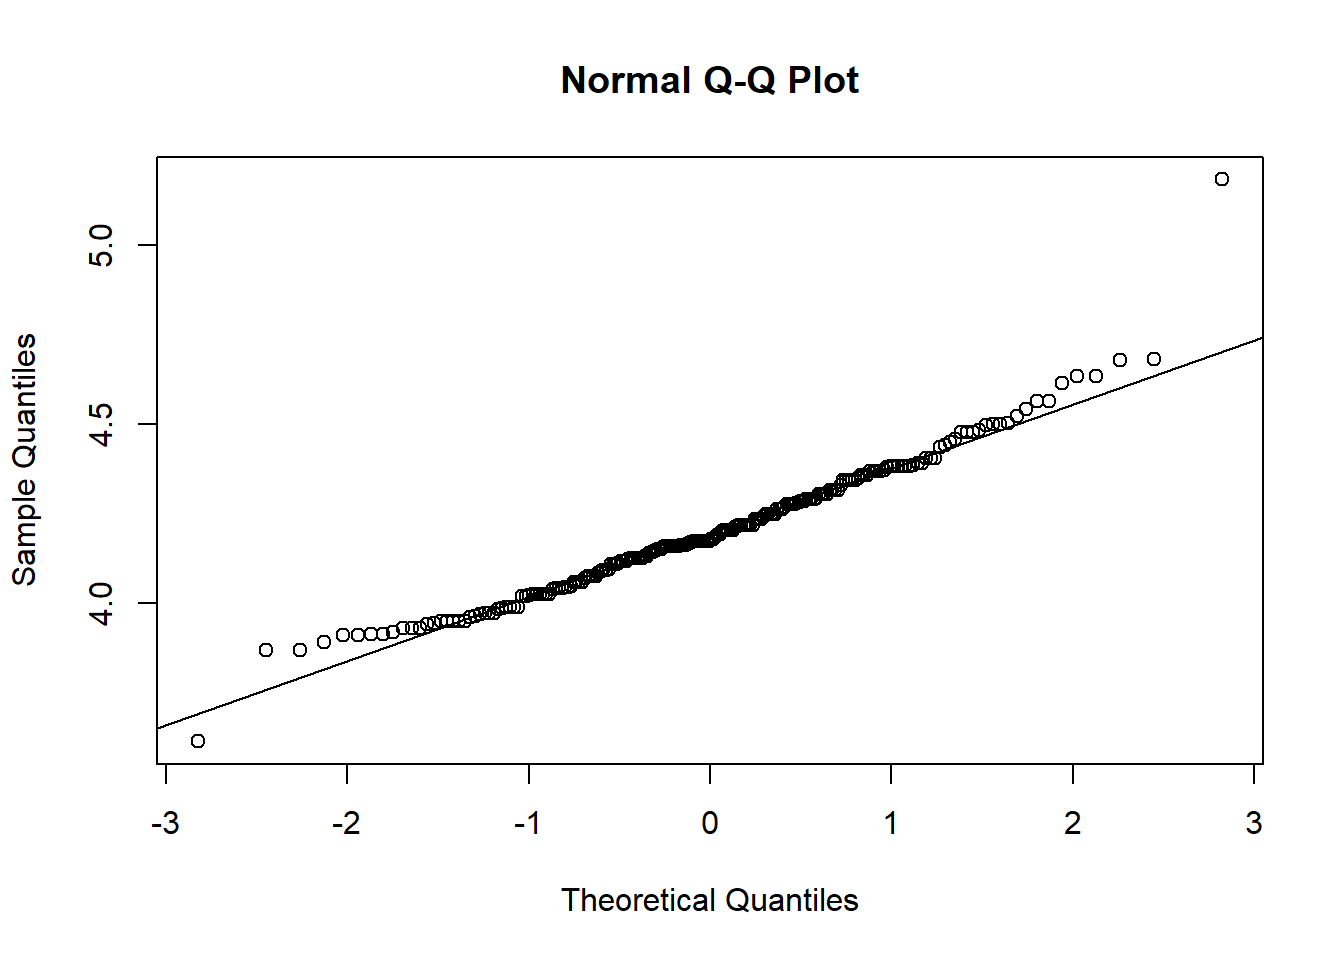 Normal Q-Q Plot
Sample Quantiles
5.0
4.5
4.0
-3 -2 -1 0 1 2 3
Theoretical Quantiles